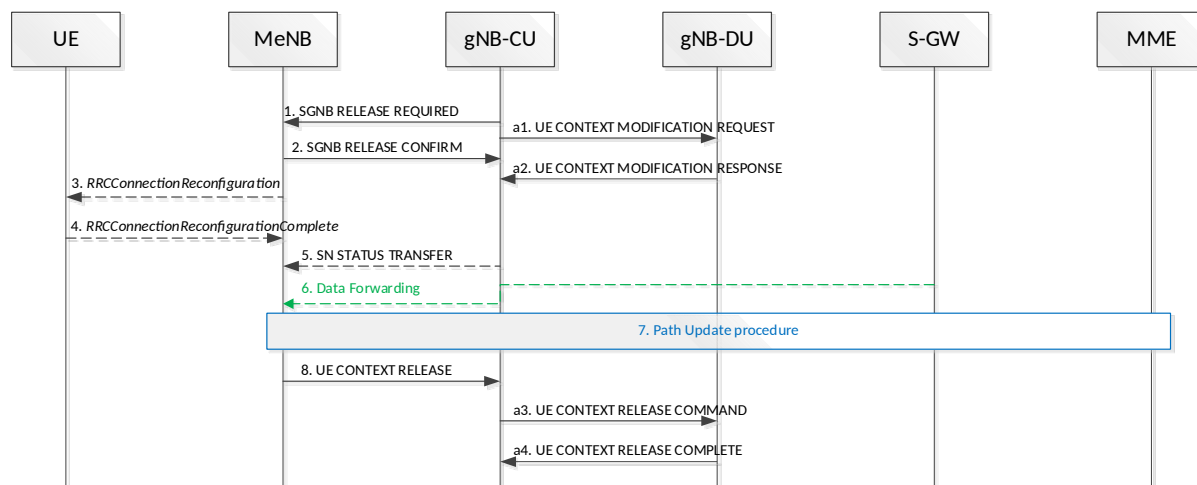 UE
MeNB
gNB-CU
gNB-DU
S-GW
MME
1. SGNB RELEASE REQUIRED
a1. UE CONTEXT MODIFICATION REQUEST
2. SGNB RELEASE CONFIRM
a2. UE CONTEXT MODIFICATION RESPONSE
3. RRCConnectionReconfiguration
4. RRCConnectionReconfigurationComplete
5. SN STATUS TRANSFER
6. Data Forwarding
7. Path Update procedure
8. UE CONTEXT RELEASE
a3. UE CONTEXT RELEASE COMMAND
a4. UE CONTEXT RELEASE COMPLETE